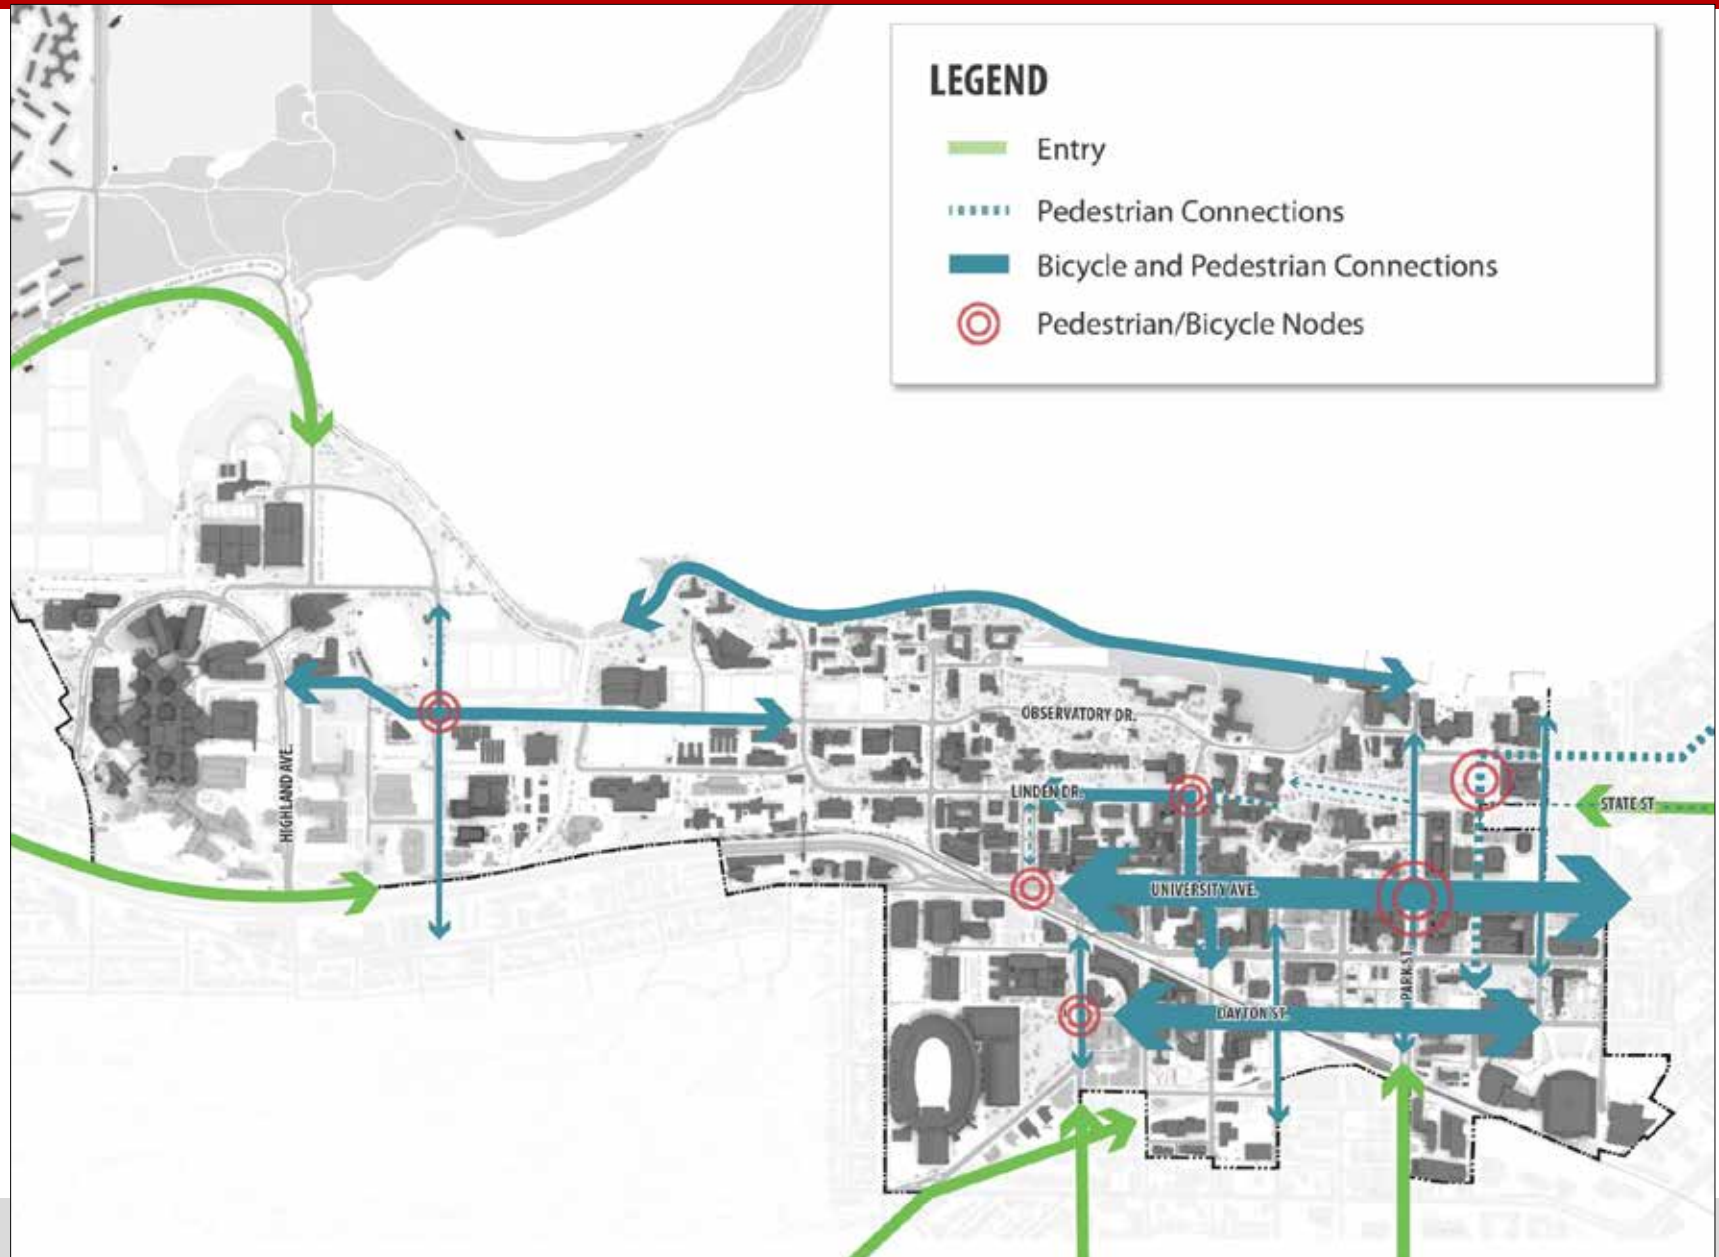 LEGEND
Entry
Pedestrian Connections
Bicycle and Pedestrian Connections
Pedestrian/Bicycle Nodes
OBSERVATORY DR.
HIGHLAND AVE.
LINDEN DR.
STATE ST
UNIVERSITY AVE.
PARK ST.
DAYTON ST.